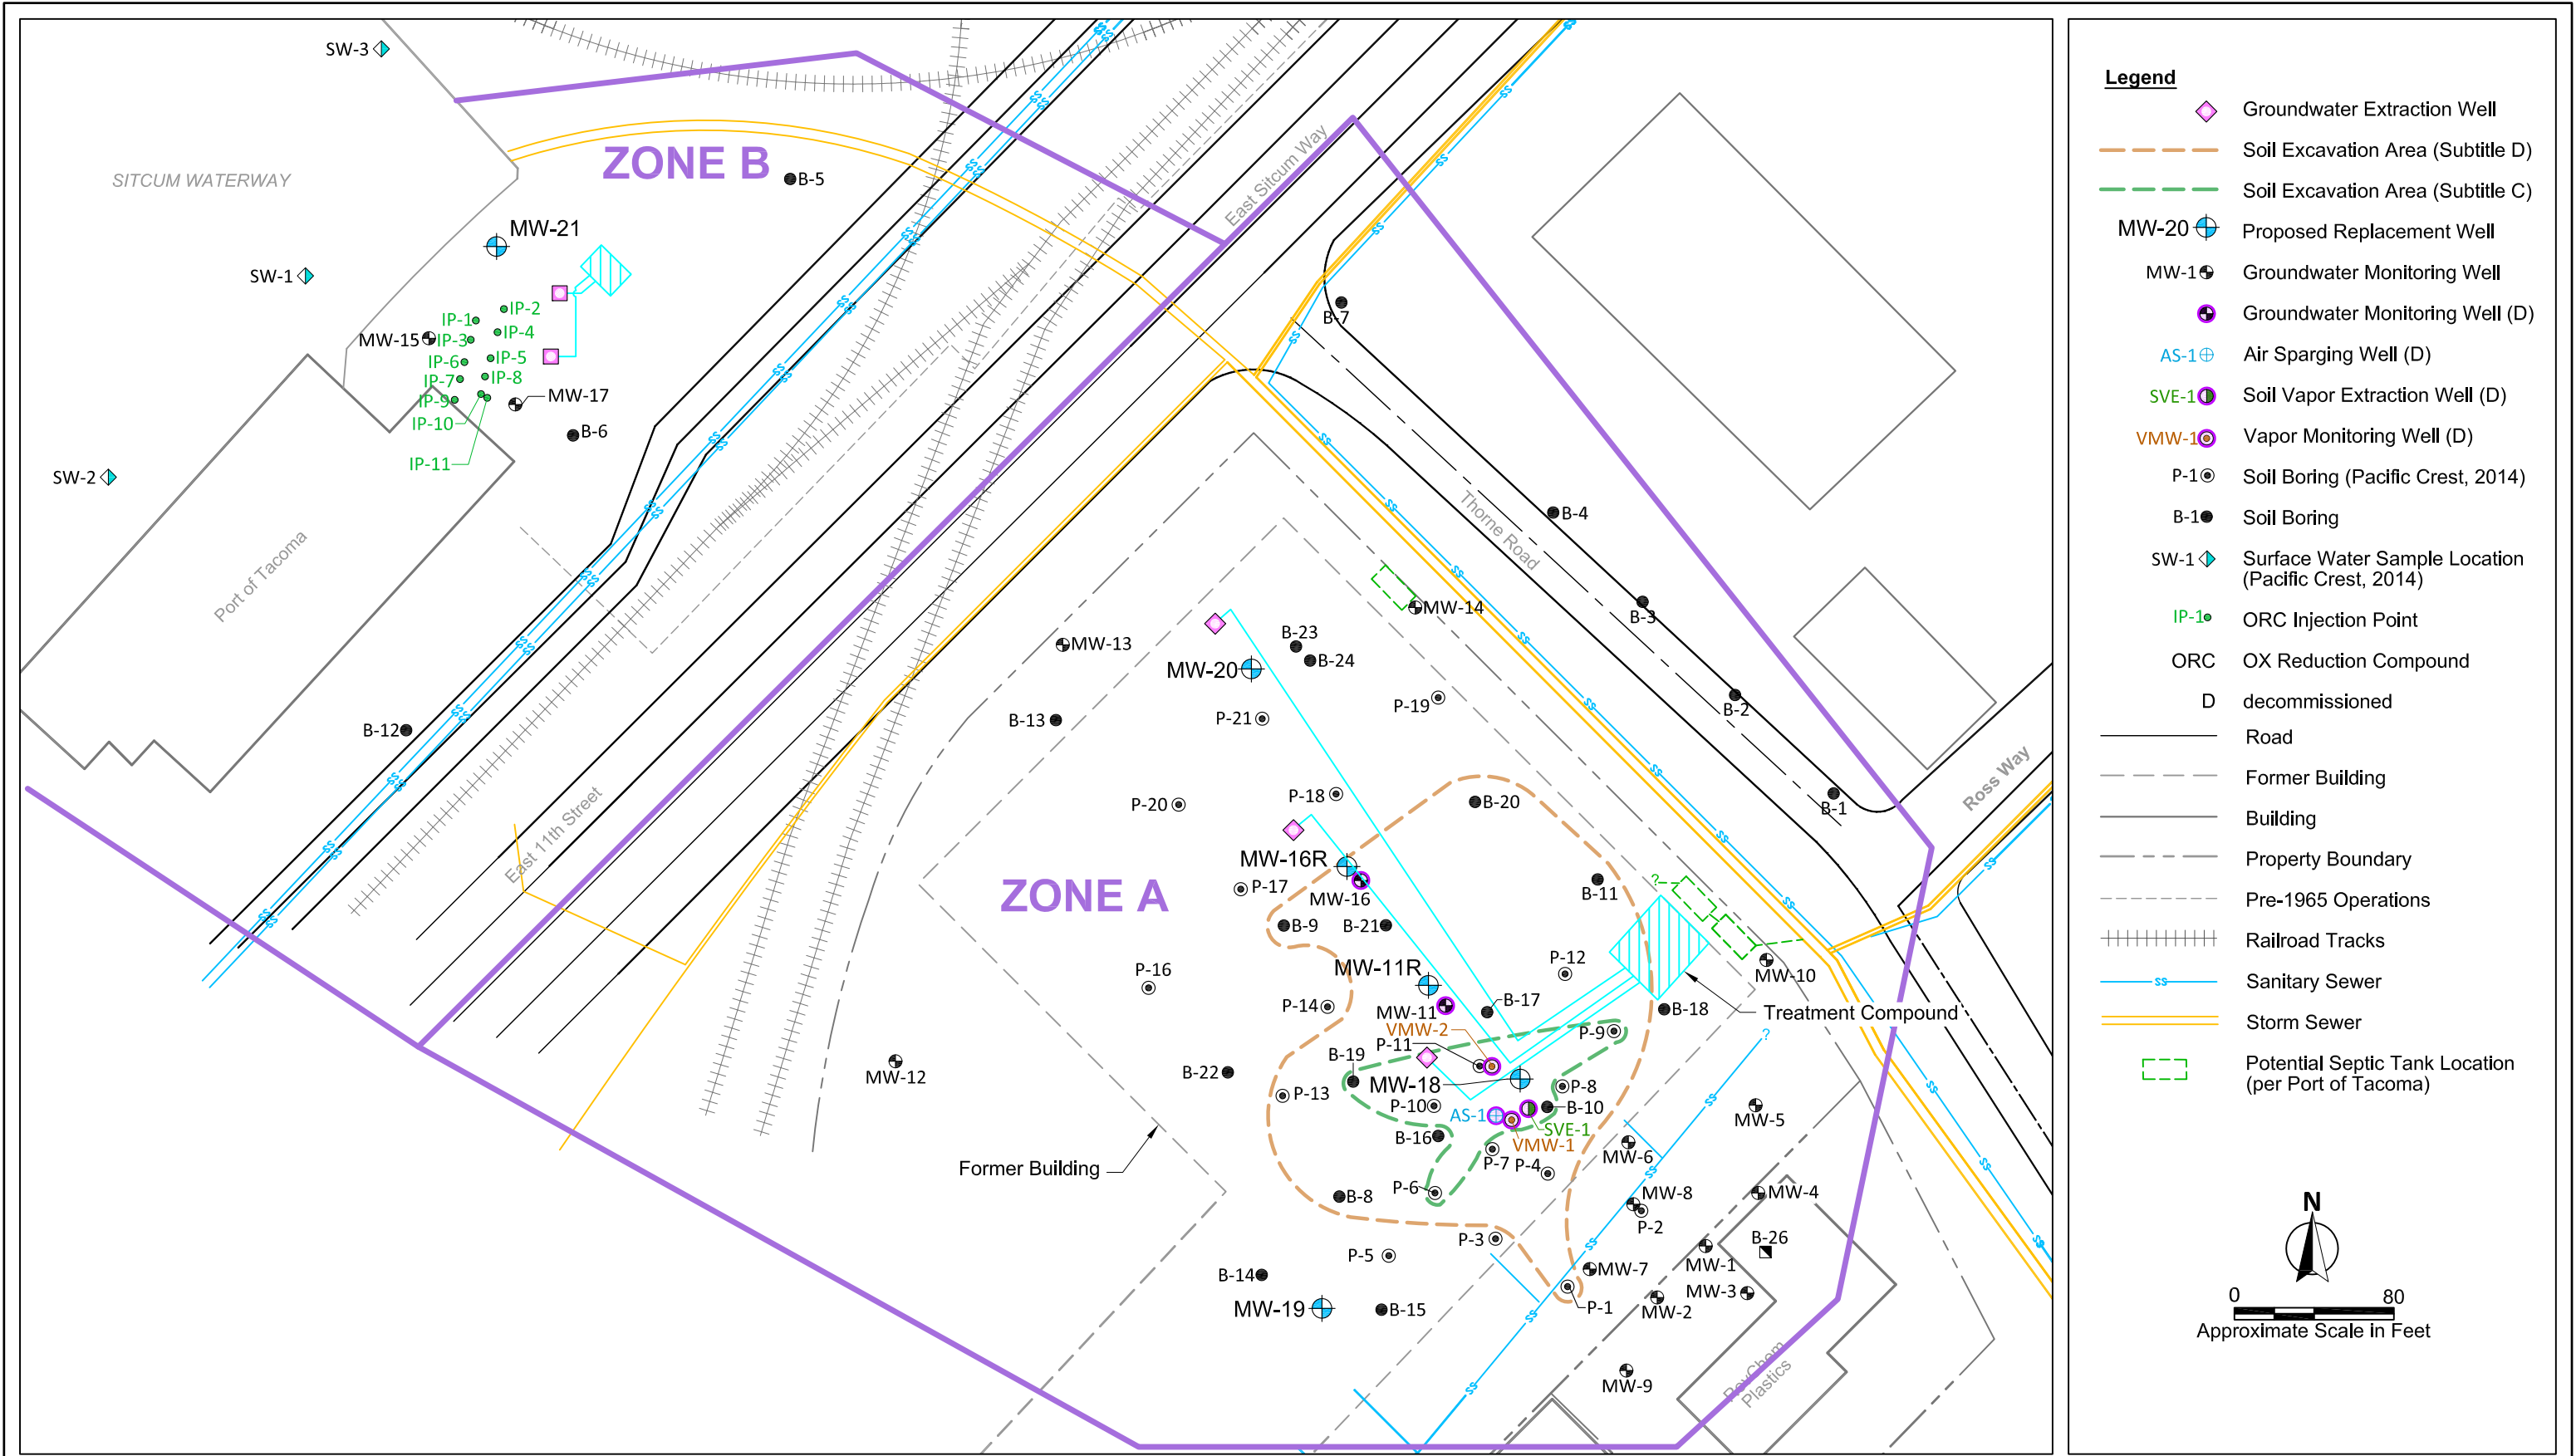 SW-3
SITCUM WATERWAY
ZONE B
B-5
East Sitcum Way
MW-21
SW-1
IP-1
IP-2
MW-15
IP-3
IP-4
IP-6
IP-5
IP-7
IP-8
IP-9
MW-17
IP-10
B-6
IP-11
SW-2
Port of Tacoma
B-12
East 11th Street
B-7
B-4
Thorne Road
B-3
B-2
B-1
Ross Way
MW-14
MW-13
B-23
B-24
MW-20
P-19
B-13
P-21
P-20
P-18
B-20
MW-16R
ZONE A
P-17
MW-16
B-11
?
B-9
B-21
P-12
MW-10
MW-11R
P-16
P-14
MW-11
B-17
B-18
Treatment Compound
VMW-2
P-9
?
P-11
B-19
MW-12
B-22
MW-18
P-8
P-13
P-10
B-10
MW-5
AS-1
SVE-1
B-16
VMW-1
MW-6
Former Building
P-7
P-4
P-6
MW-8
MW-4
B-8
P-2
P-3
B-26
P-5
MW-1
B-14
MW-7
MW-3
MW-19
B-15
P-1
MW-2
MW-9
RoyChem
Plastics
ss
Legend
Groundwater Extraction Well
Soil Excavation Area (Subtitle D)
Soil Excavation Area (Subtitle C)
MW-20 Proposed Replacement Well
MW-1 Groundwater Monitoring Well
Groundwater Monitoring Well (D)
AS-1 Air Sparging Well (D)
SVE-1 Soil Vapor Extraction Well (D)
VMW-1 Vapor Monitoring Well (D)
P-1 Soil Boring (Pacific Crest, 2014)
B-1 Soil Boring
SW-1 Surface Water Sample Location
(Pacific Crest, 2014)
IP-1 ORC Injection Point
ORC OX Reduction Compound
D decommissioned
Road
Former Building
Building
Property Boundary
Pre-1965 Operations
Railroad Tracks
ss Sanitary Sewer
Storm Sewer
Potential Septic Tank Location
(per Port of Tacoma)
N
0 80
Approximate Scale in Feet